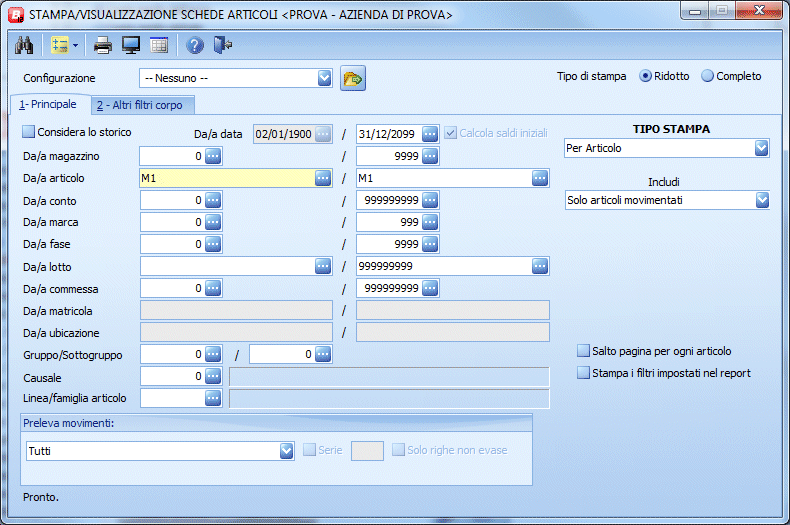 STAMPA/VISUALIZZAZIONE SCHEDE ARTICOLI <PROVA - AZIENDA DI PROVA>
Configurazione -- Nessuno -- Tipo di stampa Ridotto Completo
1- Principale 2 - Altri filtri corpo
Considera lo storico Da/a data 02/01/1900 / 31/12/2099 Calcola saldi iniziali TIPO STAMPA
Da/a magazzino 0 / 9999 Per Articolo
Da/a articolo M1 / M1 Includi
Da/a conto 0 / 999999999 Solo articoli movimentati
Da/a marca 0 / 999
Da/a fase 0 / 9999
Da/a lotto / 999999999
Da/a commessa 0 / 999999999
Da/a matricola /
Da/a ubicazione /
Gruppo/Sottogruppo 0 / 0 Salto pagina per ogni articolo
Causale 0 Stampa i filtri impostati nel report
Linea/famiglia articolo
Preleva movimenti:
Tutti Serie Solo righe non evase
Pronto.